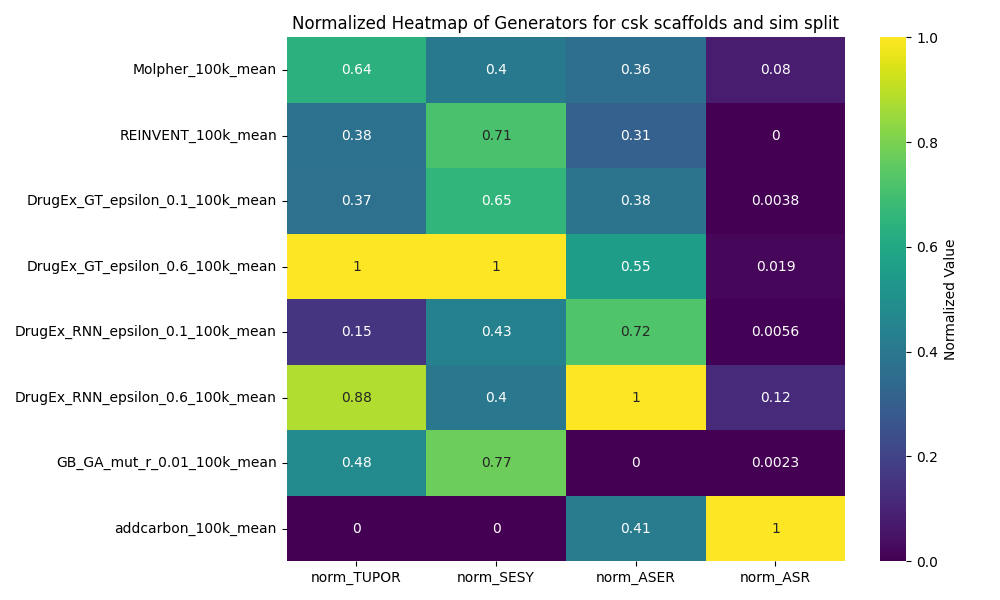 Normalized Heatmap of Generators for csk scaffolds and sim split
Molpher_100k_mean 0.64 0.4 0.36 0.08
REINVENT_100k_mean 0.38 0.71 0.31 0
DrugEx_GT_epsilon_0.1_100k_mean 0.37 0.65 0.38 0.0038
DrugEx_GT_epsilon_0.6_100k_mean 1 1 0.55 0.019
DrugEx_RNN_epsilon_0.1_100k_mean 0.15 0.43 0.72 0.0056
DrugEx_RNN_epsilon_0.6_100k_mean 0.88 0.4 1 0.12
GB_GA_mut_r_0.01_100k_mean 0.48 0.77 0 0.0023
addcarbon_100k_mean 0 0 0.41 1
norm_TUPOR norm_SESY norm_ASER norm_ASR
1.0
0.8
0.6
0.4
0.2
0.0
Normalized Value